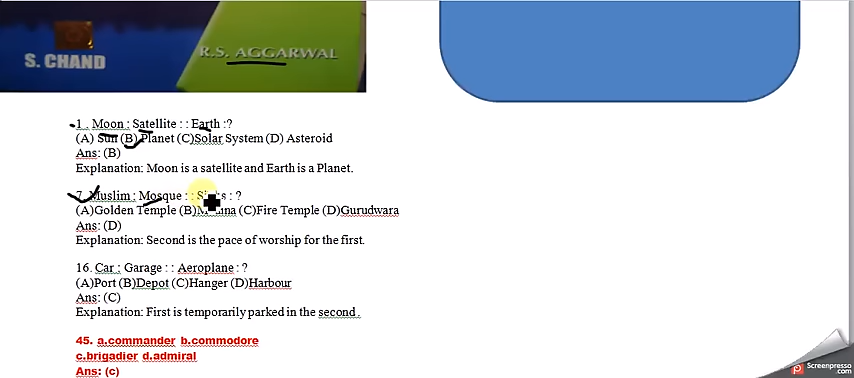 S. CHAND
R.S. AGGARWAL
1 . Moon : Satellite : : Earth :?
(A) Sun (B) Planet (C)Solar System (D) Asteroid
Ans: (B)
Explanation: Moon is a satellite and Earth is a Planet.
7. Muslim : Mosque : : : ?
(A)Golden Temple (B) (C)Fire Temple (D)Gurudwara
Ans: (D)
Explanation: Second is the pace of worship for the first.
16. Car : Garage : : Aeroplane : ?
(A)Port (B)Depot (C)Hanger (D)Harbour
Ans: (C)
Explanation: First is temporarily parked in the second .
45. a.commander b.commodore
c.brigadier d.admiral
Ans: (c)
Screenpresso
.com